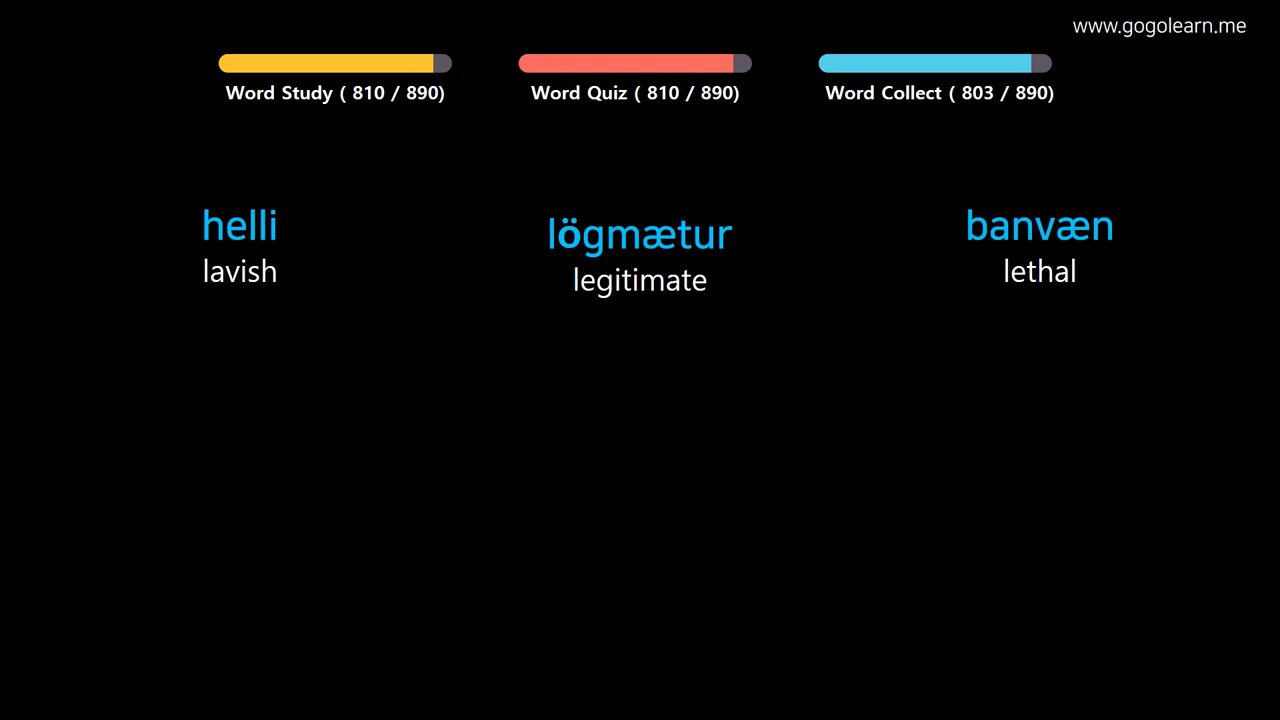 www.gogolearn.me
Word Study ( 810 / 890)
Word Quiz ( 810 / 890)
Word Collect ( 803 / 890)
helli
lavish
lögmætur
legitimate
banvæn
lethal